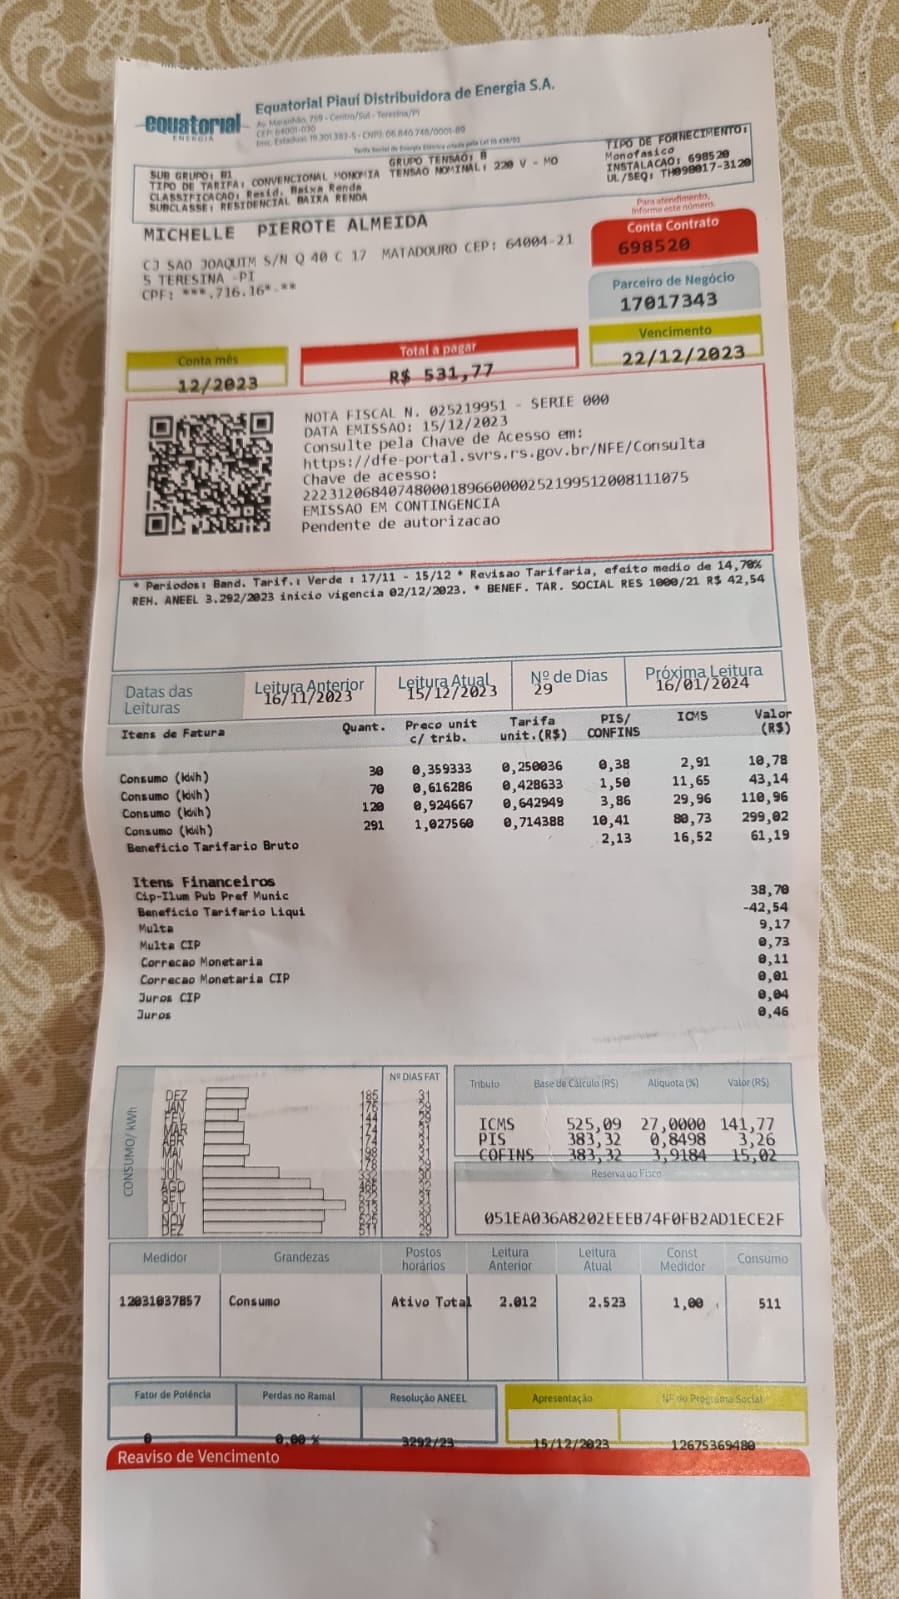 equatorial
ENERGIA
Equatorial Piauí Distribuidora de Energia S.A.
Av. Maranhão, 759 - Centro/Sul - Teresina/PI
CEP: 64001-010
Insc. Estadual: 19.301.383-5 - CNPJ: 06.840.748/0001-89
Tarifa Social de Energia Elétrica criada pela Lei 10.438/02
SUB GRUPO: B1 GRUPO TENSAO: B
TIPO DE TARIFA: CONVENCIONAL MONOMIA TENSAO NOMINAL: 220 V - MO
CLASSIFICACAO: Resid. Baixa Renda
SUBCLASSE: RESIDENCIAL BAIXA RENDA
TIPO DE FORNECIMENTO:
Monofasico
INSTALACAO: 698520
UL/SEQ: TH090017-3120
MICHELLE PIEROTE ALMEIDA
CJ SAO JOAQUIM S/N Q 40 C 17 MATADOURO CEP: 64004-21
5 TERESINA -PI
CPF: ***.716.16*-**
Para atendimento,
informe este número.
Conta Contrato
698520
Parceiro de Negócio
17017343
Vencimento
22/12/2023
Conta mês
12/2023
Total a pagar
R$ 531,77
NOTA FISCAL N. 025219951 - SERIE 000
DATA EMISSAO: 15/12/2023
Consulte pela Chave de Acesso em:
https://dfe-portal.svrs.rs.gov.br/NFE/Consulta
Chave de acesso:
22231206840748000189660000252199512008111075
EMISSAO EM CONTINGENCIA
Pendente de autorizacao
* Periodos: Band. Tarif.: Verde : 17/11 - 15/12 * Revisao Tarifaria, efeito medio de 14,70%
REH. ANEEL 3.292/2023 inicio vigencia 02/12/2023. * BENEF. TAR. SOCIAL RES 1000/21 R$ 42,54
Datas das Leituras Leitura Anterior Leitura Atual Nº de Dias Próxima Leitura
16/11/2023 15/12/2023 29 16/01/2024
Itens de Fatura Quant. Preco unit c/ trib. Tarifa unit.(R$) PIS/CONFINS ICMS Valor (R$)
Consumo (kWh) 30 0,359333 0,250036 0,38 2,91 10,78
Consumo (kWh) 70 0,616286 0,428633 1,50 11,65 43,14
Consumo (kWh) 120 0,924667 0,642949 3,86 29,96 110,96
Consumo (kWh) 291 1,027560 0,714388 10,41 80,73 299,02
Beneficio Tarifario Bruto 2,13 16,52 61,19
Itens Financeiros
Cip-Ilum Pub Pref Munic 38,70
Beneficio Tarifario Liqui -42,54
Multa 9,17
Multa CIP 0,73
Correcao Monetaria 0,11
Correcao Monetaria CIP 0,01
Juros CIP 0,04
Juros 0,46
CONSUMO/ kWh
Nº DIAS FAT
DEZ 185 31
JAN 176 29
FEV 144 29
MAR 174 31
ABR 174 31
MAI 198 31
JUN 178 29
JUL 30
AGO 32
SET 31
OUT 613 33
NOV 525 30
DEZ 511 29
Tributo Base de Cálculo (R$) Alíquota (%) Valor (R$)
ICMS 525,09 27,0000 141,77
PIS 383,32 0,8498 3,26
COFINS 383,32 3,9184 15,02
Reserva ao Fisco
051EA036A8202EEEB74F0FB2AD1ECE2F
Medidor Grandezas Postos horários Leitura Anterior Leitura Atual Const Medidor Consumo
12031037857 Consumo Ativo Total 2.012 2.523 1,00 511
Fator de Potência Perdas no Ramal Resolução ANEEL Apresentação Nº do Programa Social
0 0,00 % 3292/23 15/12/2023 12675369480
Reaviso de Vencimento